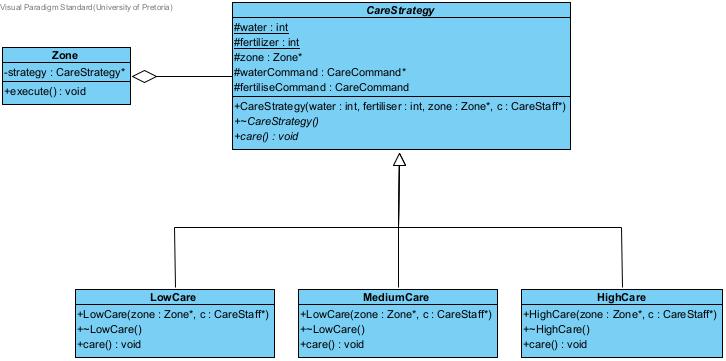 Visual Paradigm Standard(University of Pretoria)
CareStrategy
#water : int
#fertilizer : int
#zone : Zone*
#waterCommand : CareCommand*
#fertiliseCommand : CareCommand
+CareStrategy(water : int, fertiliser : int, zone : Zone*, c : CareStaff*)
+~CareStrategy()
+care() : void
Zone
-strategy : CareStrategy*
+execute() : void
LowCare
+LowCare(zone : Zone*, c : CareStaff*)
+~LowCare()
+care() : void
MediumCare
+LowCare(zone : Zone*, c : CareStaff*)
+~LowCare()
+care() : void
HighCare
+HighCare(zone : Zone*, c : CareStaff*)
+~HighCare()
+care() : void